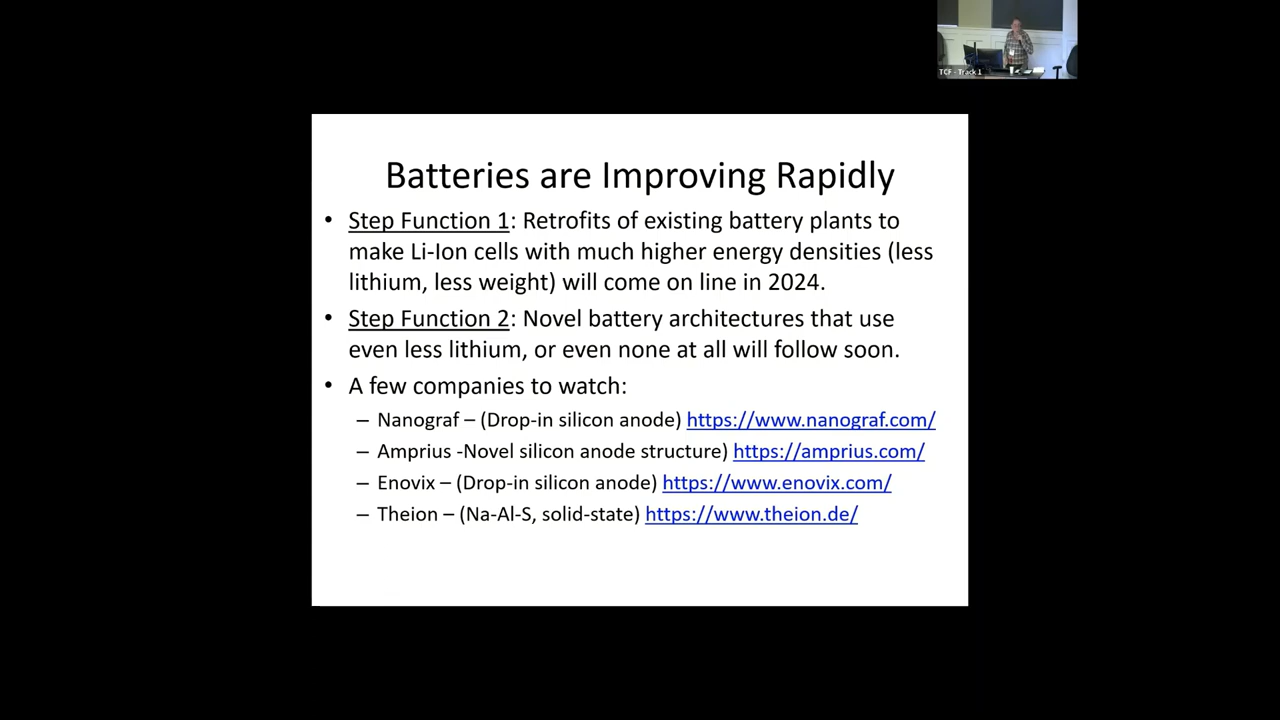 TCF - Track 1
Batteries are Improving Rapidly
• Step Function 1: Retrofits of existing battery plants to
make Li-Ion cells with much higher energy densities (less
lithium, less weight) will come on line in 2024.
• Step Function 2: Novel battery architectures that use
even less lithium, or even none at all will follow soon.
• A few companies to watch:
– Nanograf – (Drop-in silicon anode) https://www.nanograf.com/
– Amprius -Novel silicon anode structure) https://amprius.com/
– Enovix – (Drop-in silicon anode) https://www.enovix.com/
– Theion – (Na-Al-S, solid-state) https://www.theion.de/